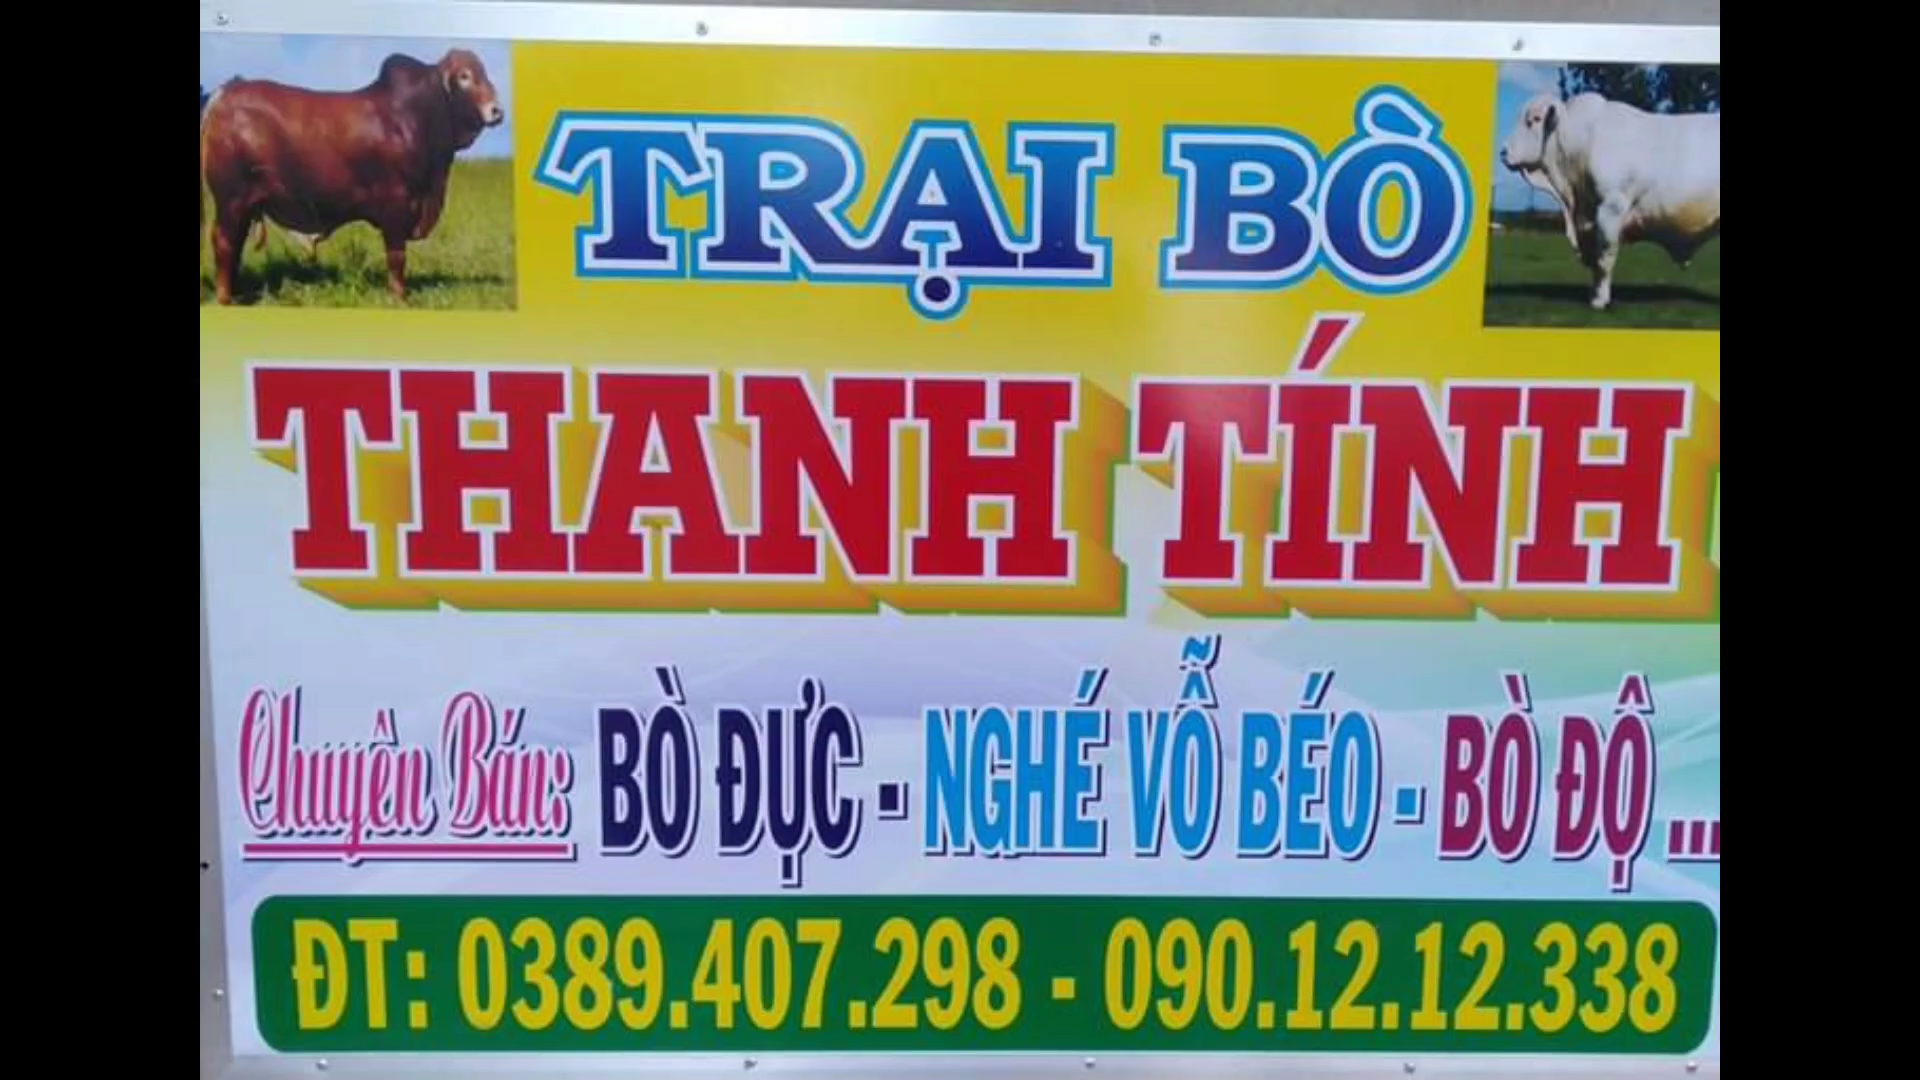 TRẠI BÒ
THANH TÍNH
Chuyên Bán: BÒ ĐỰC - NGHÉ VỖ BÉO - BÒ ĐỘ ...
ĐT: 0389.407.298 - 090.12.12.338